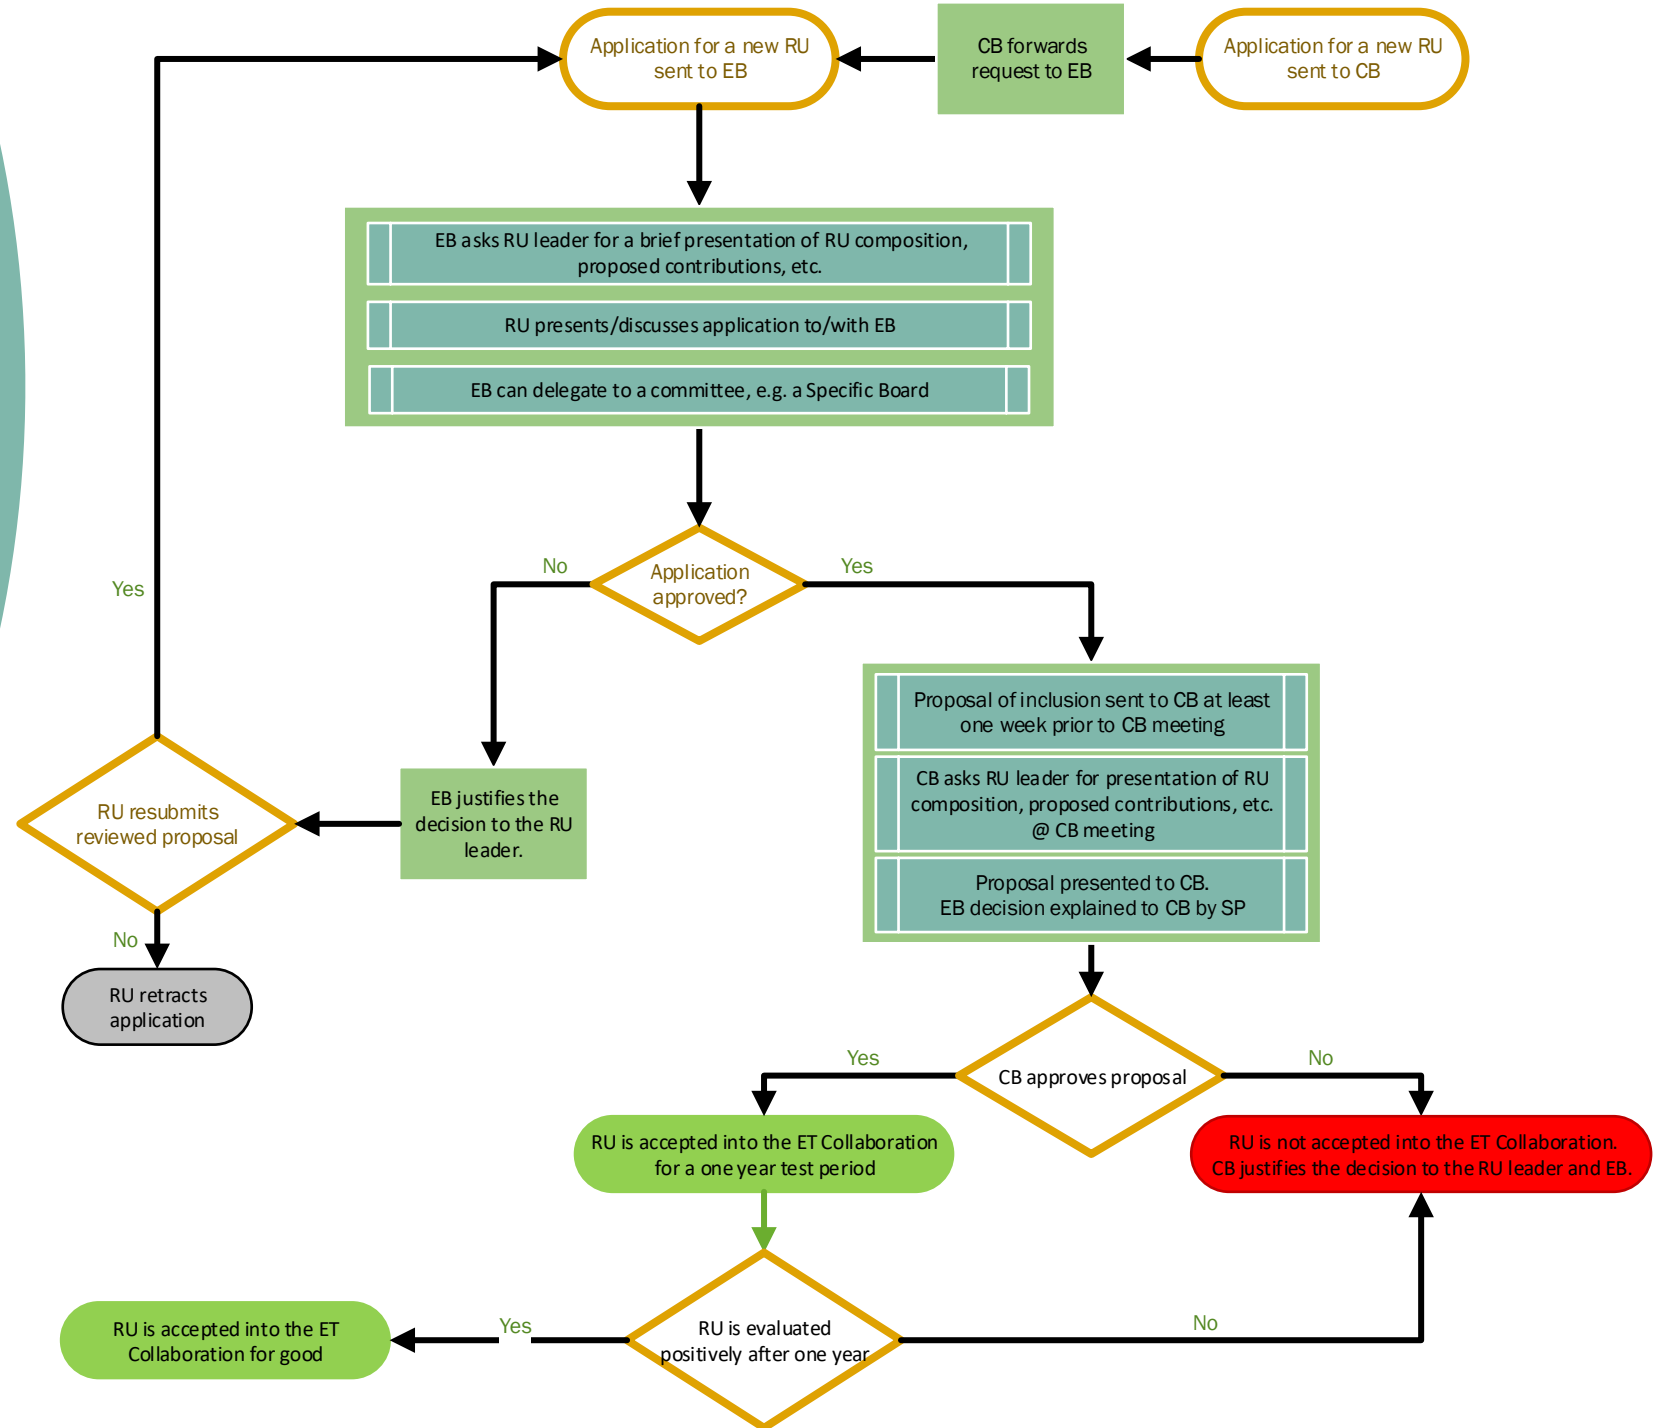 Application for a new RU
sent to EB
CB forwards
request to EB
Application for a new RU
sent to CB
EB asks RU leader for a brief presentation of RU composition,
proposed contributions, etc.
RU presents/discusses application to/with EB
EB can delegate to a committee, e.g. a Specific Board
No
Application
approved?
Yes
Yes
Proposal of inclusion sent to CB at least
one week prior to CB meeting
CB asks RU leader for presentation of RU
composition, proposed contributions, etc.
@ CB meeting
Proposal presented to CB.
EB decision explained to CB by SP
EB justifies the
decision to the RU
leader.
RU resubmits
reviewed proposal
No
RU retracts
application
Yes
CB approves proposal
No
RU is accepted into the ET Collaboration
for a one year test period
RU is not accepted into the ET Collaboration.
CB justifies the decision to the RU leader and EB.
RU is accepted into the ET
Collaboration for good
Yes
RU is evaluated
positively after one year
No